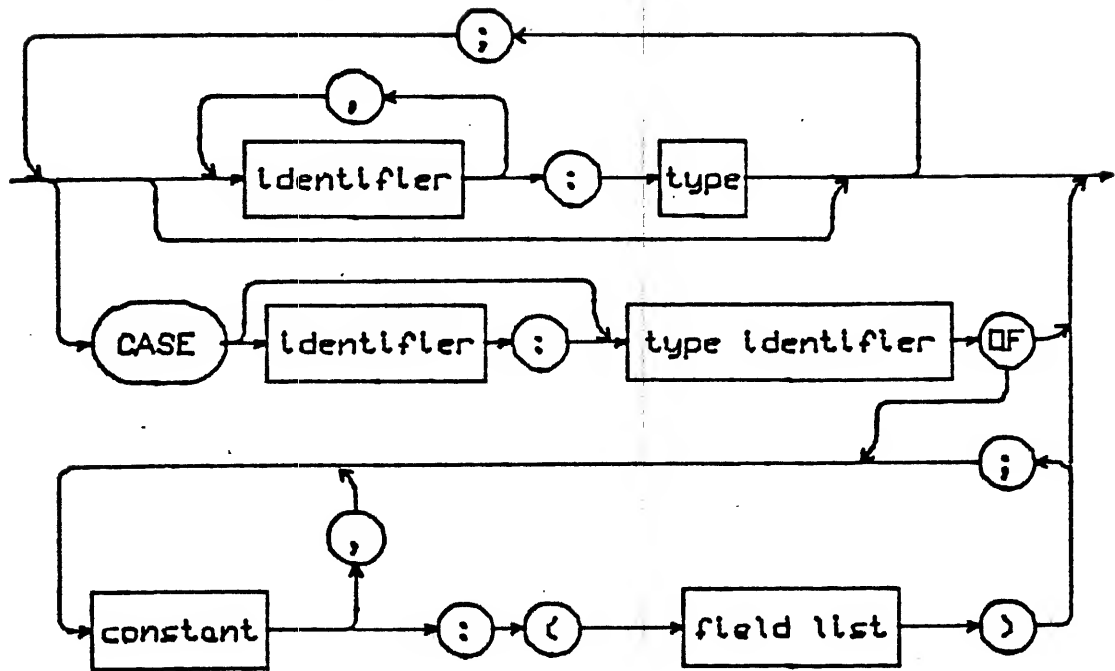 ;
,
identifier : type
CASE identifier : type identifier OF
;
,
constant : ( field list )